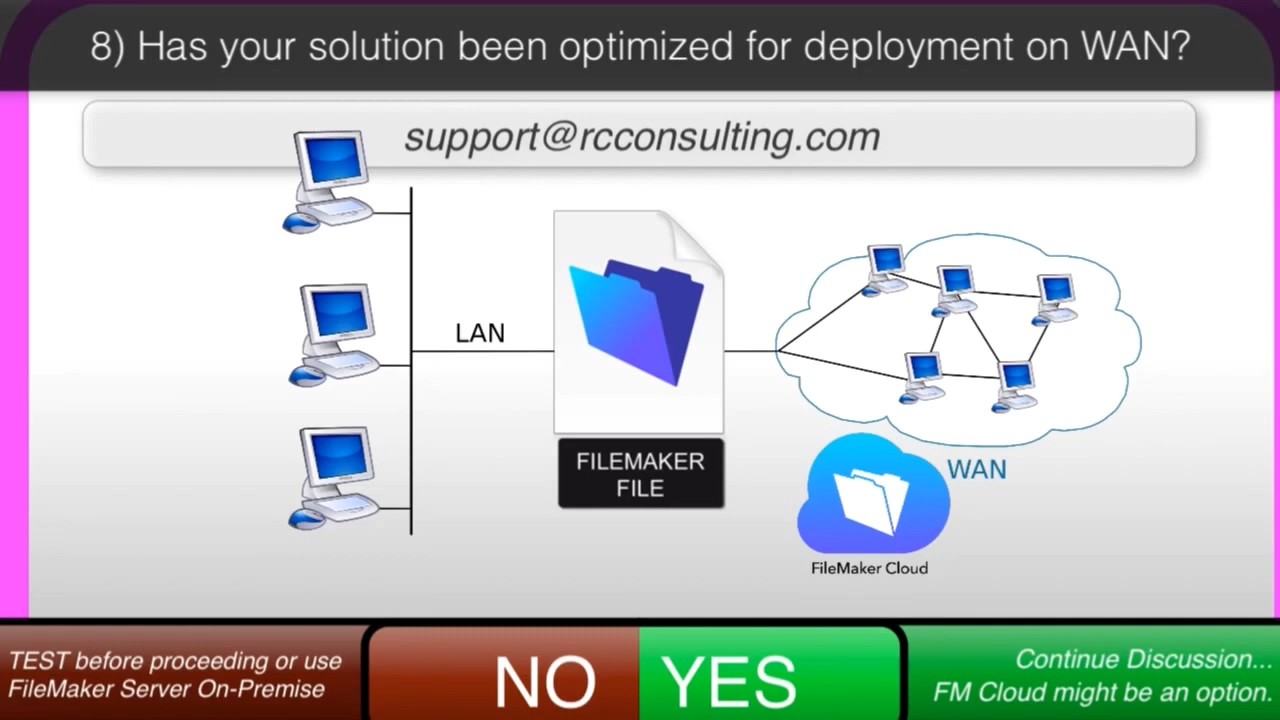 8) Has your solution been optimized for deployment on WAN?
support@rcconsulting.com
LAN
FILEMAKER
FILE
WAN
FileMaker Cloud
TEST before proceeding or use
FileMaker Server On-Premise
NO
YES
Continue Discussion...
FM Cloud might be an option.